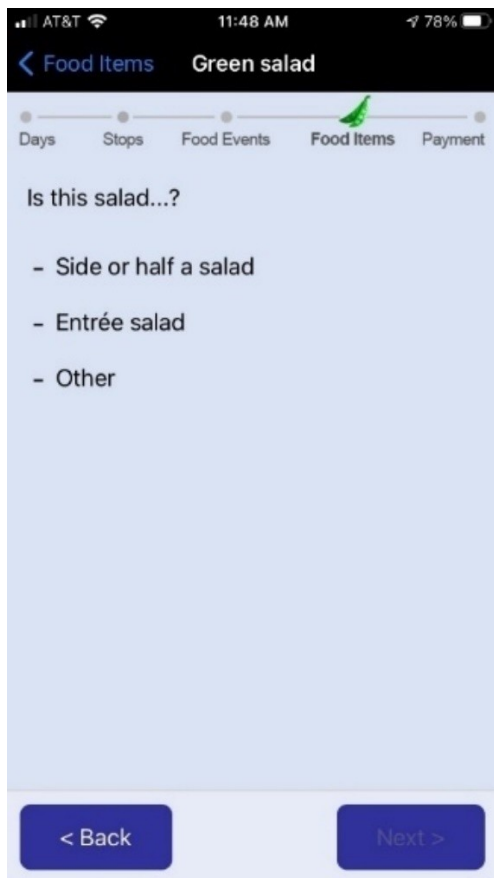 AT&T 11:48 AM 78%
Food Items Green salad
Days Stops Food Events Food Items Payment
Is this salad...?
- Side or half a salad
- Entrée salad
- Other
< Back Next >